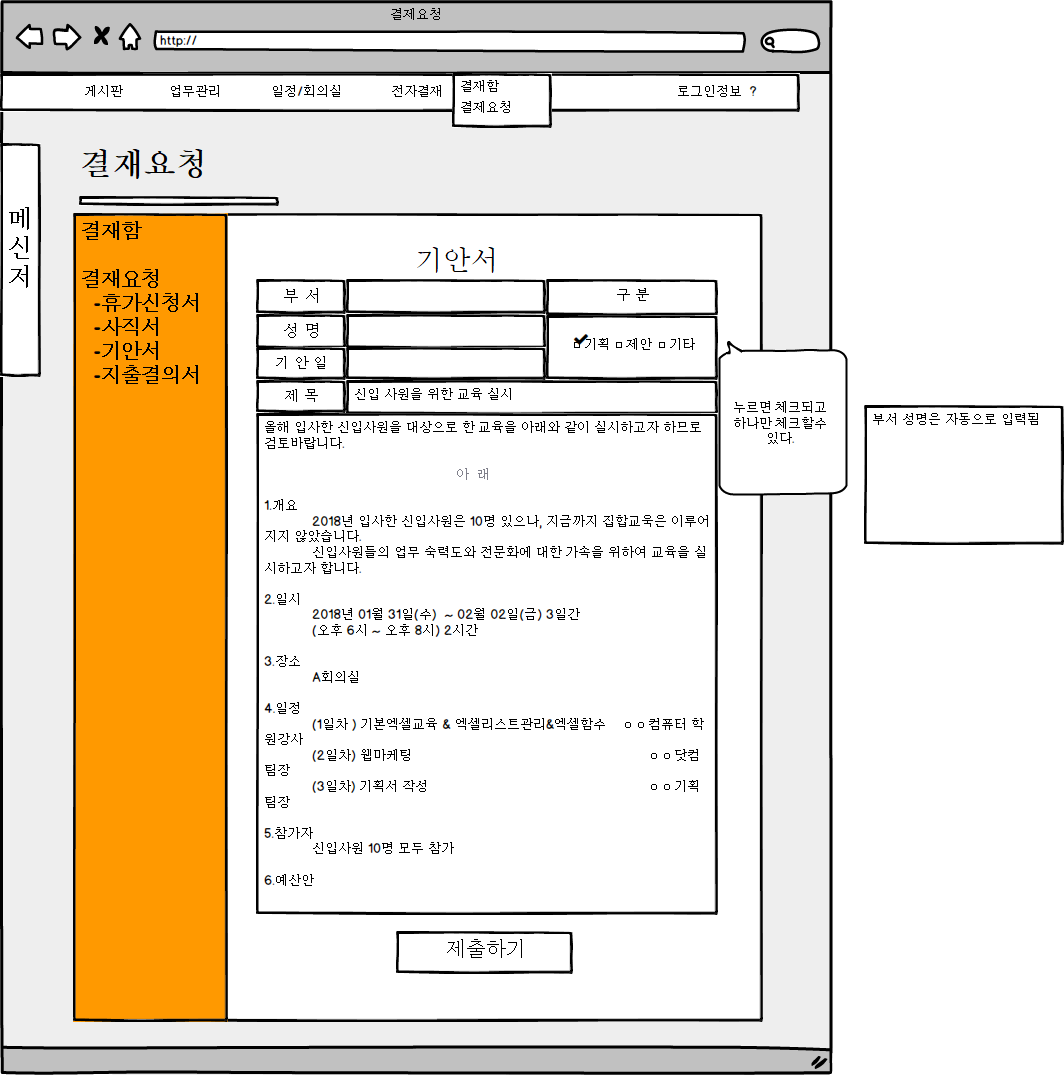 결제요청
http://
게시판 업무관리 일정/회의실 전자결재 결재함 로그인정보 ?
결제요청
결재요청
메
신
저
결재함
결재요청
-휴가신청서
-사직서
-기안서
-지출결의서
기안서
부 서 구 분
성 명 기획 제안 기타
기 안 일
제 목 신입 사원을 위한 교육 실시
올해 입사한 신입사원을 대상으로 한 교육을 아래와 같이 실시하고자 하므로
검토바랍니다.
아 래
1.개요
2018년 입사한 신입사원은 10명 있으나, 지금까지 집합교욱은 이루어
지지 않았습니다.
신입사원들의 업무 숙력도와 전문화에 대한 가속을 위하여 교육을 실
시하고자 합니다.
2.일시
2018년 01월 31일(수) ~ 02월 02일(금) 3일간
(오후 6시 ~ 오후 8시) 2시간
3.장소
A회의실
4.일정
(1일차 ) 기본엑셀교육 & 엑셀리스트관리&엑셀함수 ㅇㅇ컴퓨터 학
원강사
(2일차) 웹마케팅 ㅇㅇ닷컴
팀장
(3일차) 기획서 작성 ㅇㅇ기획
팀장
5.참가자
신입사원 10명 모두 참가
6.예산안
제출하기
누르면 체크되고
하나만 체크할수
있다.
부서 성명은 자동으로 입력됨